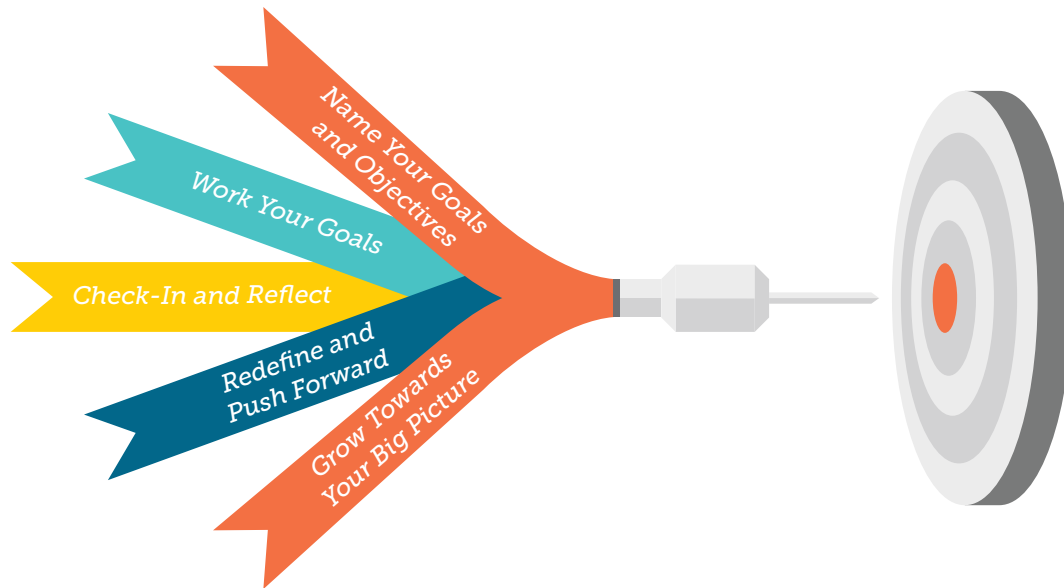 Name Your Goals
and Objectives
Work Your Goals
Check-In and Reflect
Redefine and
Push Forward
Grow Towards
Your Big Picture